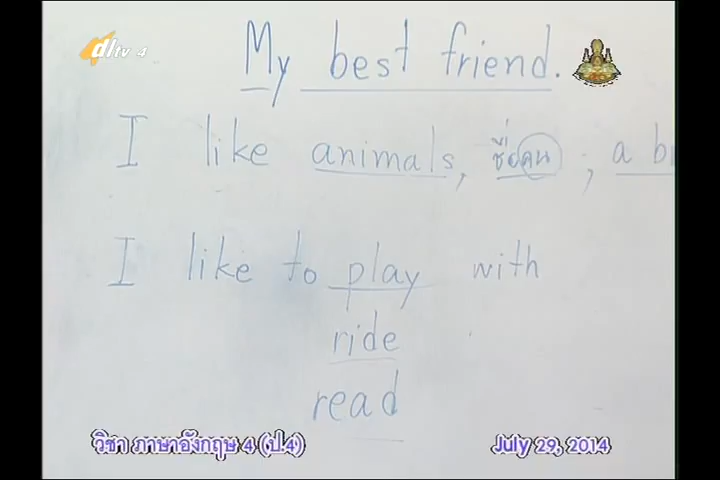 dltv 4
My best friend.
I like animals, ชื่อคน ; a b
I like to play with
ride
read
วิชา ภาษาอังกฤษ 4 (ป.4)
July 29, 2014